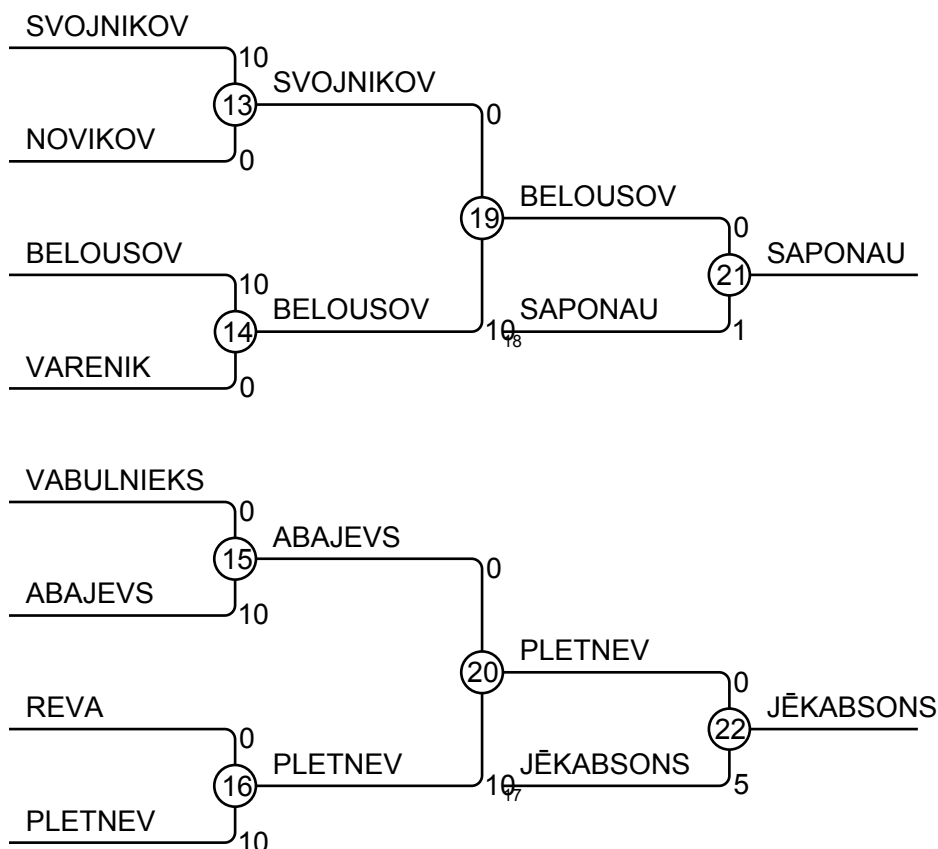 SVOJNIKOV
10
SVOJNIKOV
13
0
NOVIKOV
0
BELOUSOV
19
0
BELOUSOV
SAPONAU
10
21
BELOUSOV
SAPONAU
14
10
18
1
VARENIK
0
VABULNIEKS
0
ABAJEVS
15
0
ABAJEVS
10
PLETNEV
20
0
REVA
JĒKABSONS
0
22
PLETNEV
JĒKABSONS
16
10
17
5
PLETNEV
10